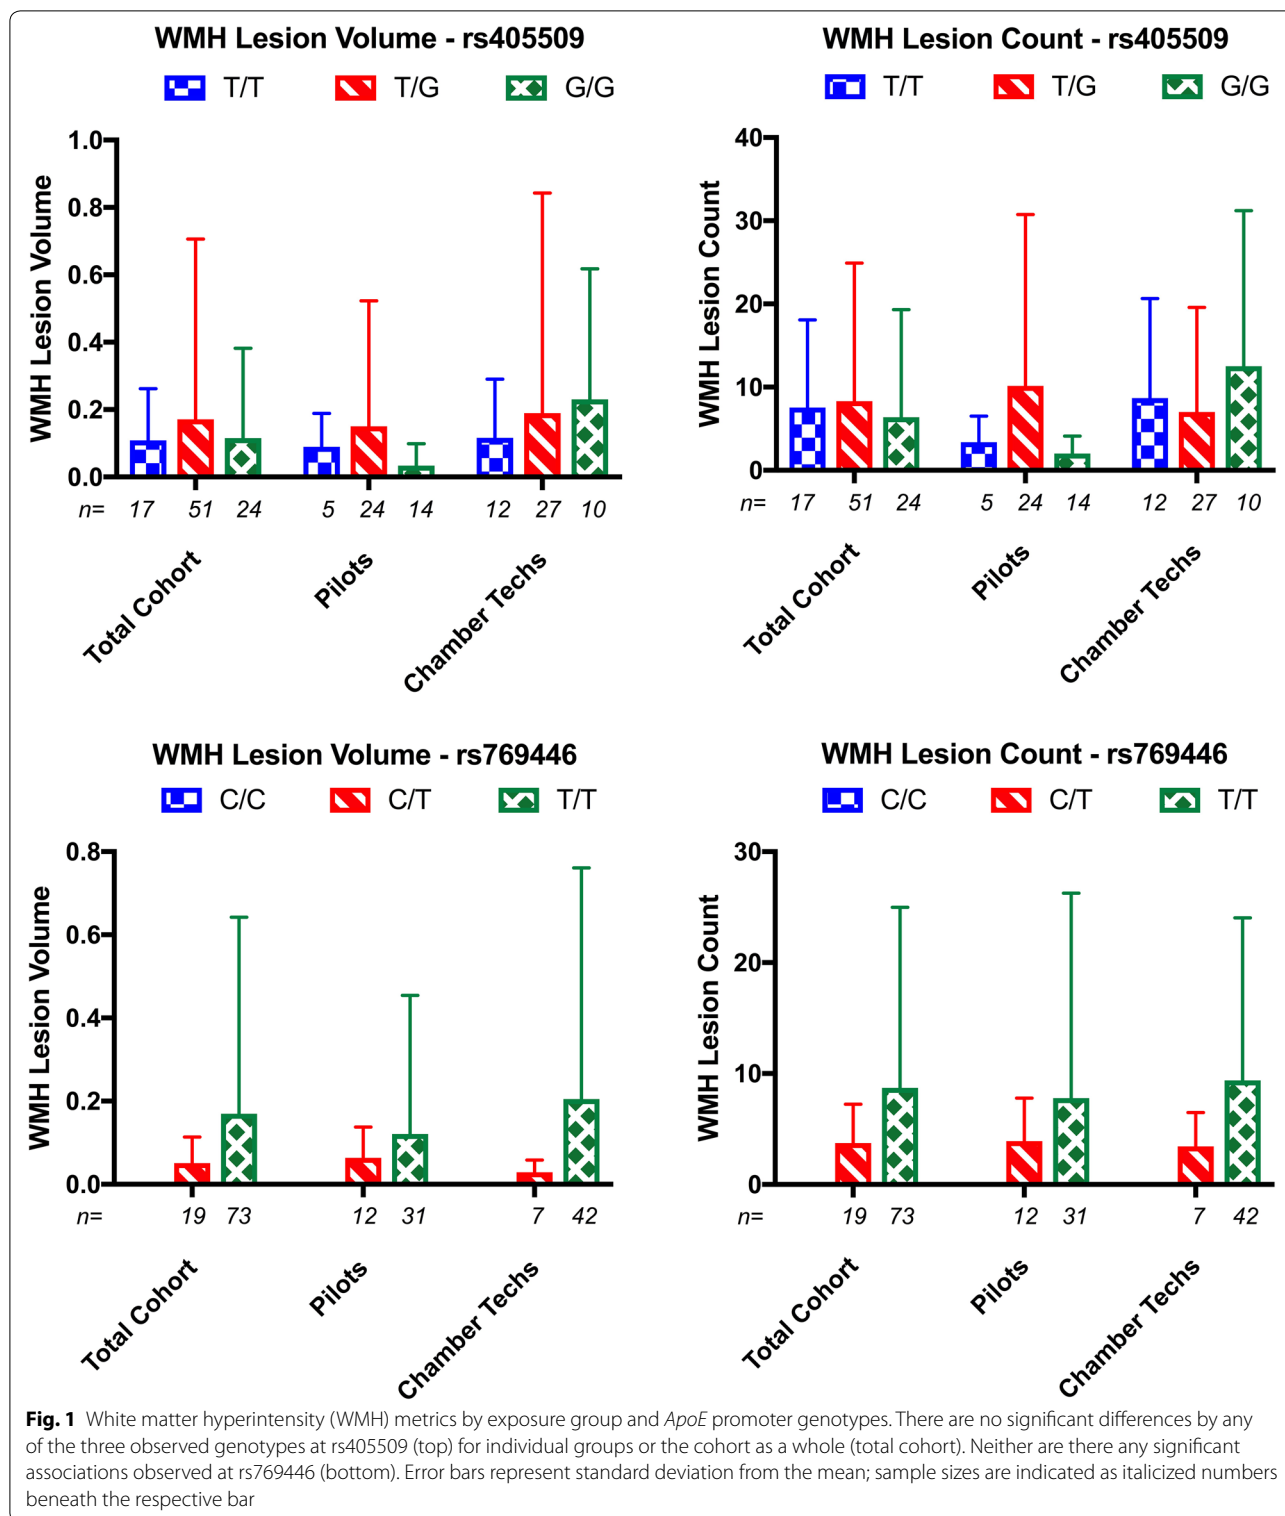 WMH Lesion Volume - rs405509
T/T T/G G/G
WMH Lesion Volume
1.0
0.8
0.6
0.4
0.2
0.0
n= 17 51 24 5 24 14 12 27 10
Total Cohort
Pilots
Chamber Techs
WMH Lesion Count - rs405509
T/T T/G G/G
WMH Lesion Count
40
30
20
10
0
n= 17 51 24 5 24 14 12 27 10
Total Cohort
Pilots
Chamber Techs
WMH Lesion Volume - rs769446
C/C C/T T/T
WMH Lesion Volume
0.8
0.6
0.4
0.2
0.0
n= 19 73 12 31 7 42
Total Cohort
Pilots
Chamber Techs
WMH Lesion Count - rs769446
C/C C/T T/T
WMH Lesion Count
30
20
10
0
n= 19 73 12 31 7 42
Total Cohort
Pilots
Chamber Techs
Fig. 1 White matter hyperintensity (WMH) metrics by exposure group and ApoE promoter genotypes. There are no significant differences by any
of the three observed genotypes at rs405509 (top) for individual groups or the cohort as a whole (total cohort). Neither are there any significant
associations observed at rs769446 (bottom). Error bars represent standard deviation from the mean; sample sizes are indicated as italicized numbers
beneath the respective bar